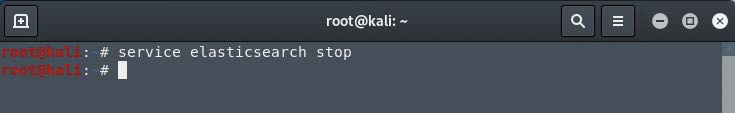 root@kali: ~
root@kali:~# service elasticsearch stop
root@kali:~#